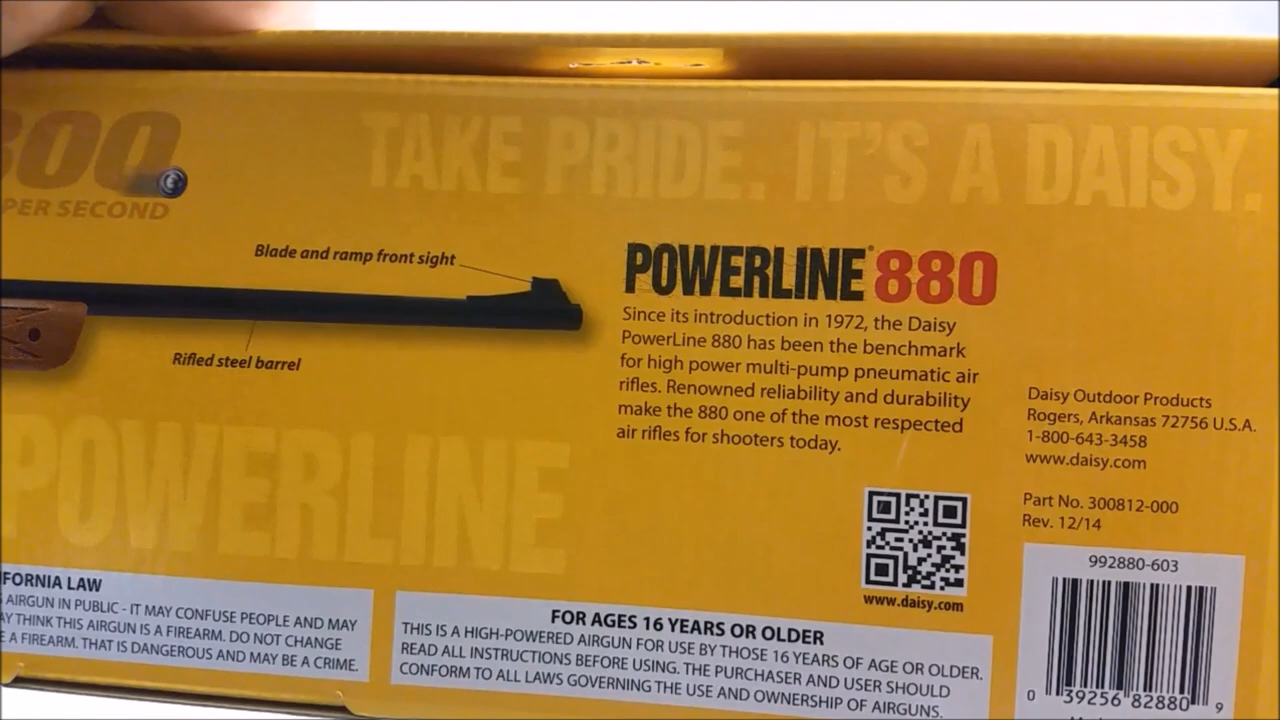 800
PER SECOND
TAKE PRIDE. IT'S A DAISY.
Blade and ramp front sight
Rifled steel barrel
POWERLINE
POWERLINE® 880
Since its introduction in 1972, the Daisy
PowerLine 880 has been the benchmark
for high power multi-pump pneumatic air
rifles. Renowned reliability and durability
make the 880 one of the most respected
air rifles for shooters today.
Daisy Outdoor Products
Rogers, Arkansas 72756 U.S.A.
1-800-643-3458
www.daisy.com
Part No. 300812-000
Rev. 12/14
www.daisy.com
992880-603
0 39256 82880 9
IFORNIA LAW
AIRGUN IN PUBLIC - IT MAY CONFUSE PEOPLE AND MAY
AY THINK THIS AIRGUN IS A FIREARM. DO NOT CHANGE
E A FIREARM. THAT IS DANGEROUS AND MAY BE A CRIME.
FOR AGES 16 YEARS OR OLDER
THIS IS A HIGH-POWERED AIRGUN FOR USE BY THOSE 16 YEARS OF AGE OR OLDER.
READ ALL INSTRUCTIONS BEFORE USING. THE PURCHASER AND USER SHOULD
CONFORM TO ALL LAWS GOVERNING THE USE AND OWNERSHIP OF AIRGUNS.